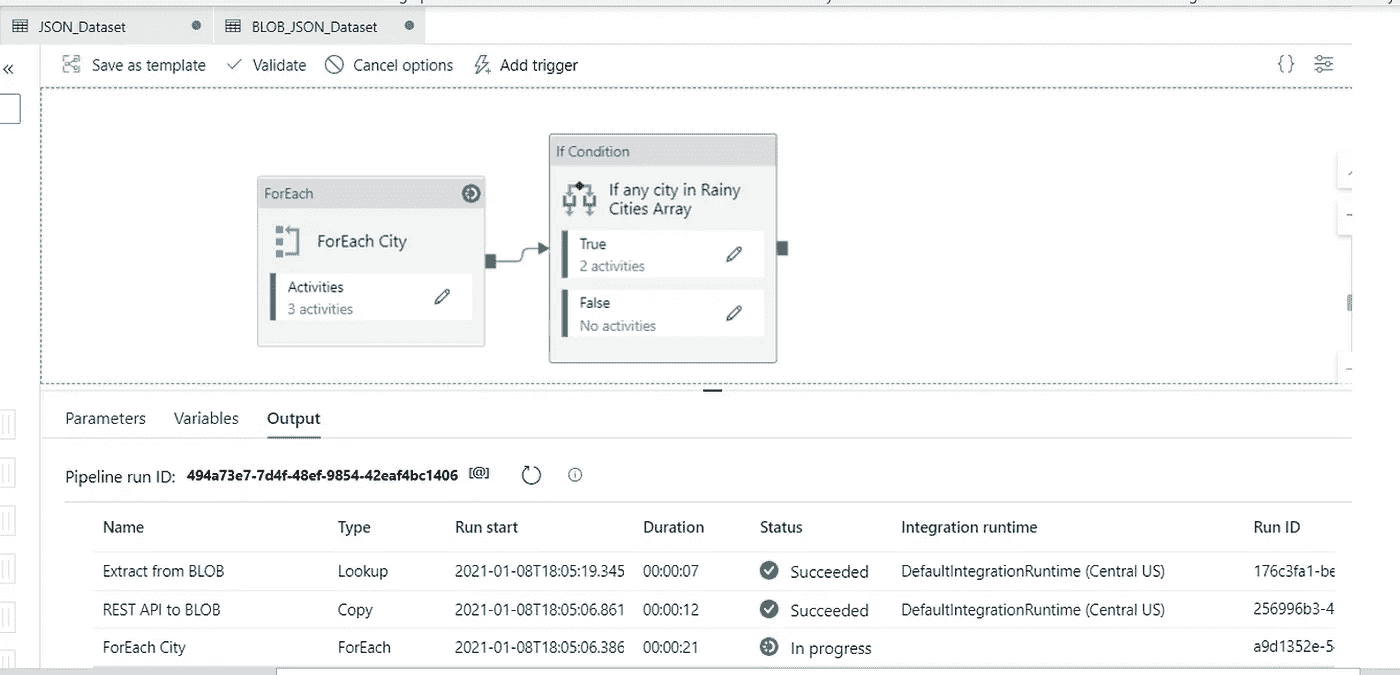 JSON_Dataset BLOB_JSON_Dataset
Save as template Validate Cancel options Add trigger {}
ForEach
ForEach City
Activities
3 activities
If Condition
If any city in Rainy
Cities Array
True
2 activities
False
No activities
Parameters Variables Output
Pipeline run ID: 494a73e7-7d4f-48ef-9854-42eaf4bc1406 [@]
Name Type Run start Duration Status Integration runtime Run ID
Extract from BLOB Lookup 2021-01-08T18:05:19.345 00:00:07 Succeeded DefaultIntegrationRuntime (Central US) 176c3fa1-be
REST API to BLOB Copy 2021-01-08T18:05:06.861 00:00:12 Succeeded DefaultIntegrationRuntime (Central US) 256996b3-4
ForEach City ForEach 2021-01-08T18:05:06.386 00:00:21 In progress a9d1352e-5